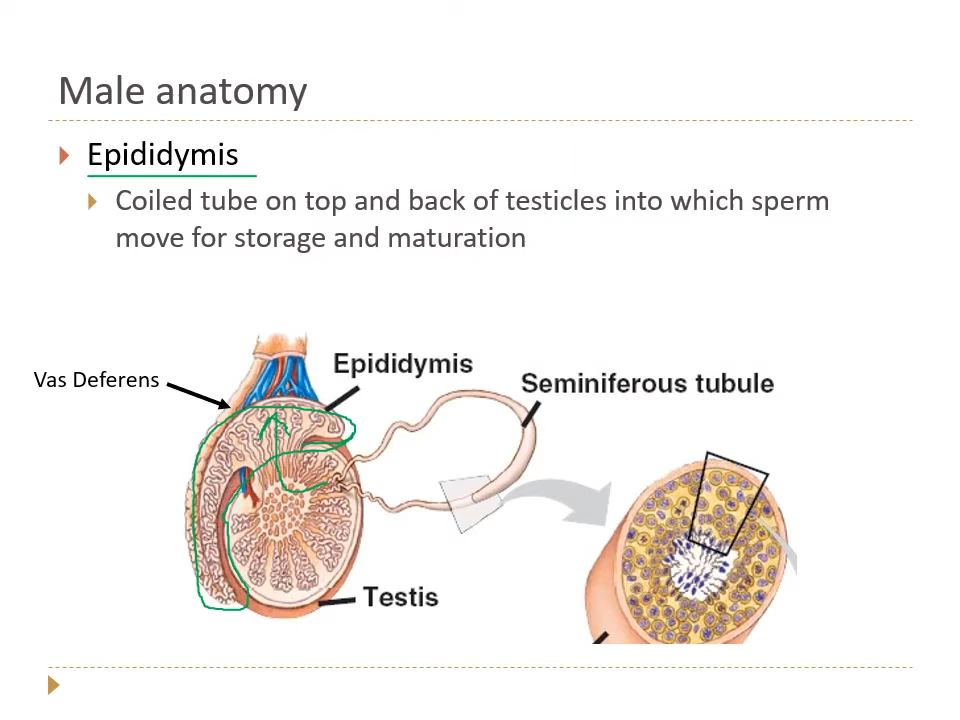 Male anatomy
Epididymis
Coiled tube on top and back of testicles into which sperm
move for storage and maturation
Epididymis
Vas Deferens
Seminiferous tubule
Testis